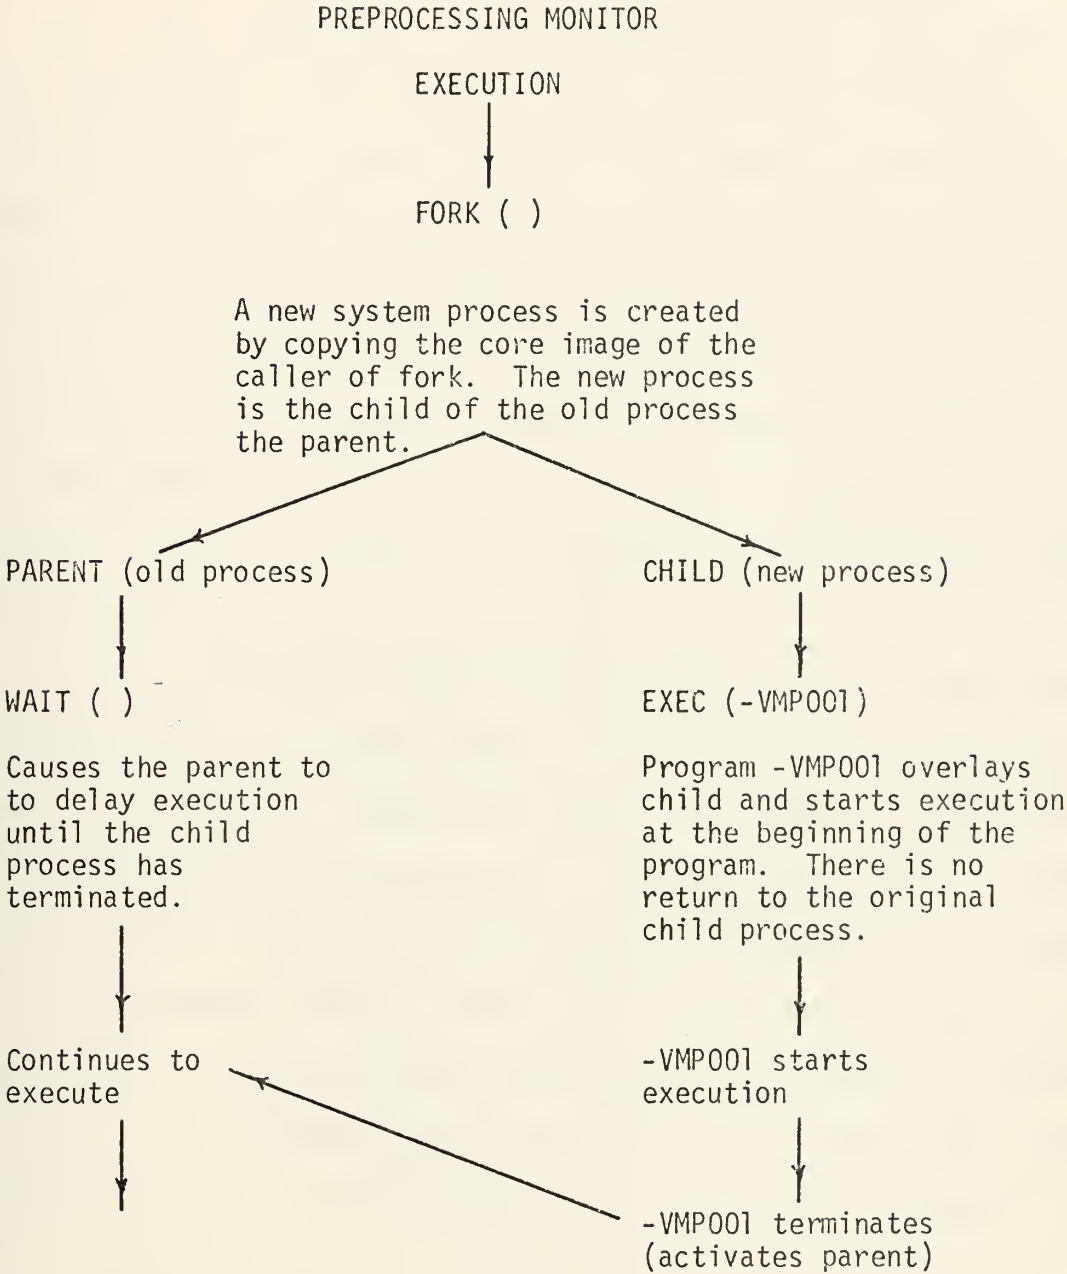 PREPROCESSING MONITOR
EXECUTION
FORK ( )
A new system process is created
by copying the core image of the
caller of fork. The new process
is the child of the old process
the parent.
PARENT (old process)
WAIT ( )
Causes the parent to
to delay execution
until the child
process has
terminated.
Continues to
execute
CHILD (new process)
EXEC (-VMP001)
Program -VMP001 overlays
child and starts execution
at the beginning of the
program. There is no
return to the original
child process.
-VMP001 starts
execution
-VMP001 terminates
(activates parent)